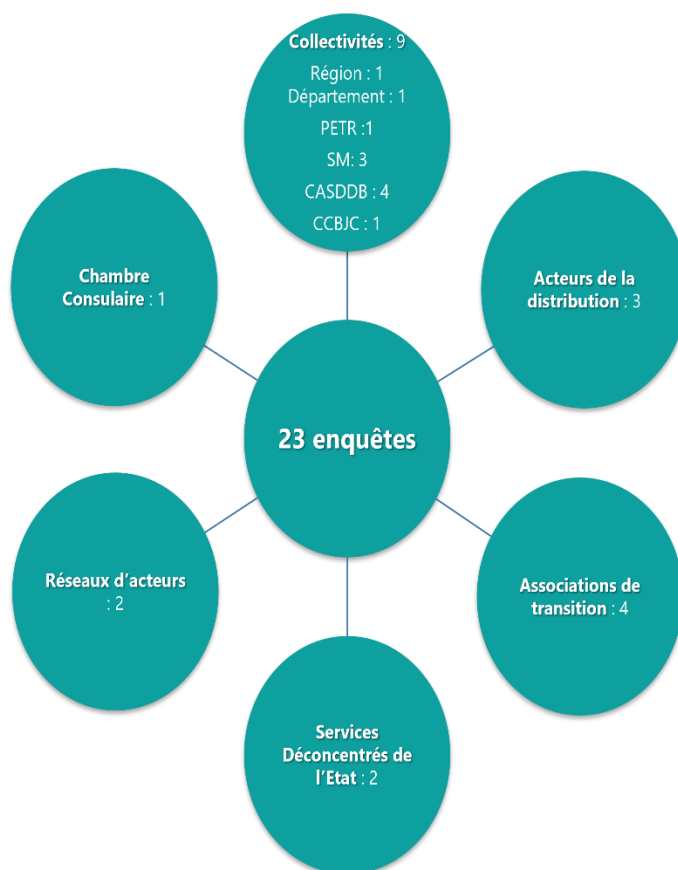 Collectivités : 9
Région : 1
Département : 1
PETR :1
SM: 3
CASDDB : 4
CCBJC : 1
Chambre
Consulaire : 1
Acteurs de la
distribution : 3
23 enquêtes
Réseaux d’acteurs
: 2
Associations de
transition : 4
Services
Déconcentrés de
l’Etat : 2